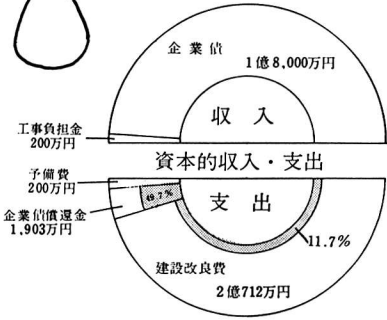 企業債
1億8,000万円
収入
工事負担金
200万円
資本的収入・支出
予備費
200万円
49.7%
支出
企業債償還金
1,903万円
11.7%
建設改良費
2億712万円